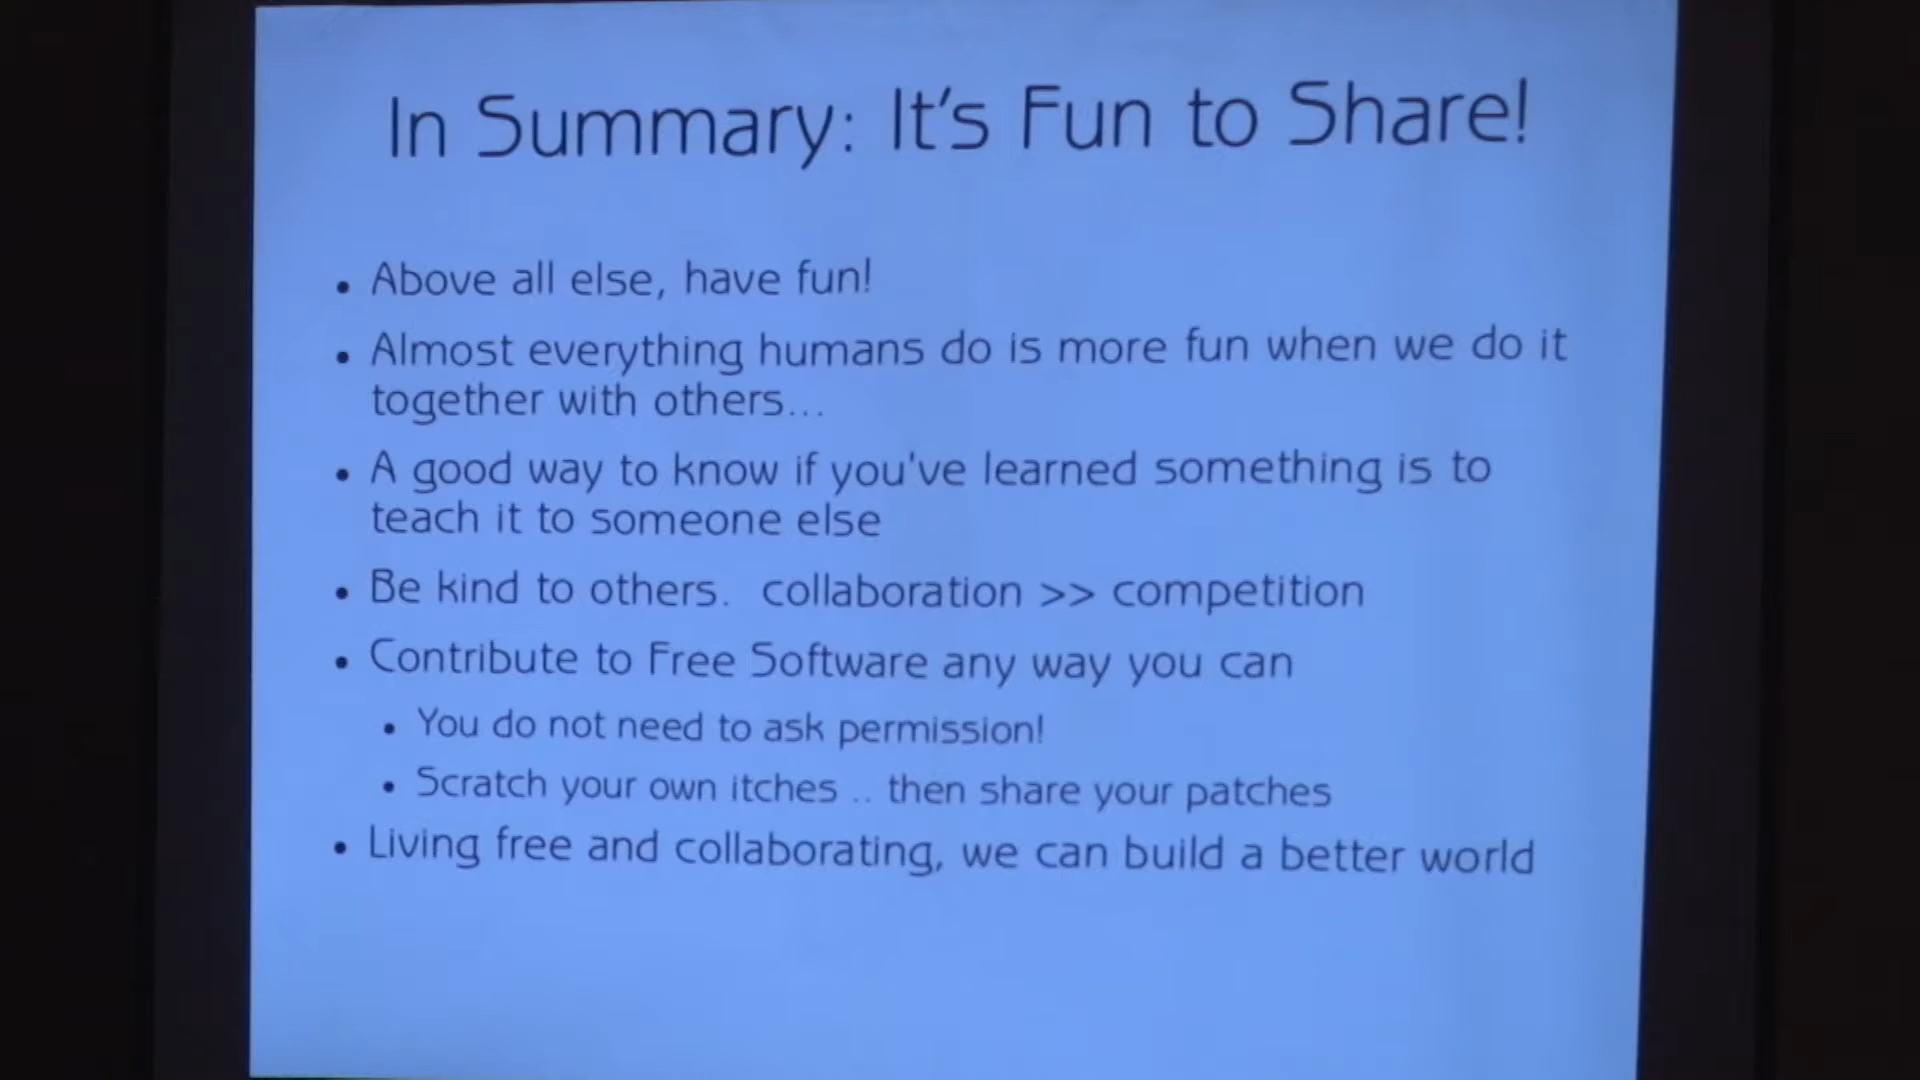 In Summary: It's Fun to Share!
• Above all else, have fun!
• Almost everything humans do is more fun when we do it
together with others...
• A good way to know if you've learned something is to
teach it to someone else
• Be kind to others. collaboration >> competition
• Contribute to Free Software any way you can
• You do not need to ask permission!
• Scratch your own itches .. then share your patches
• Living free and collaborating, we can build a better world